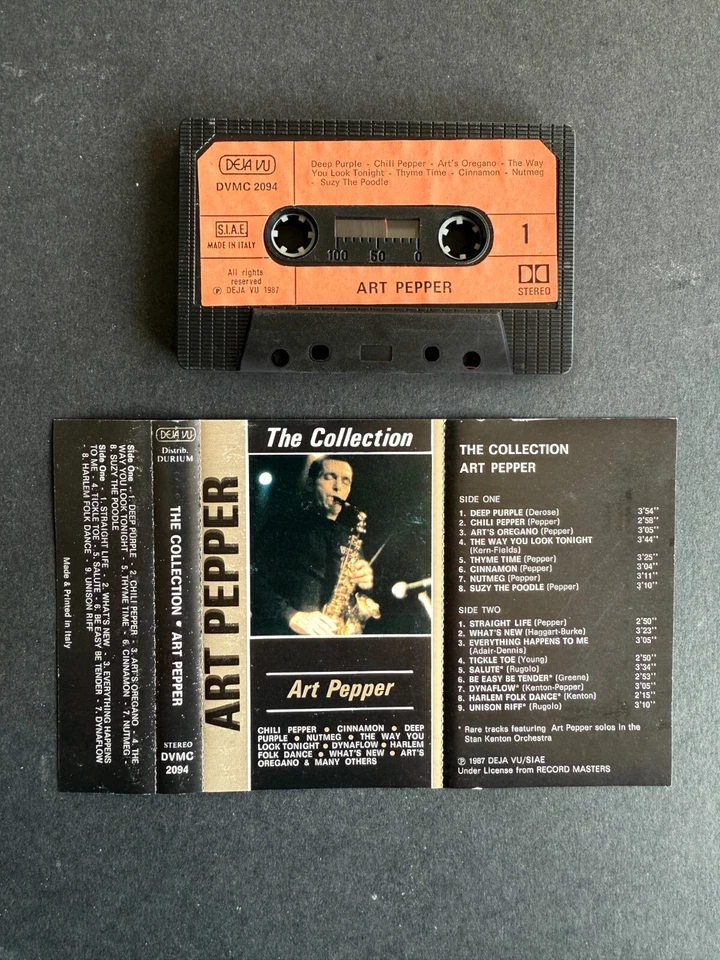 DEJA VU
DVMC 2094
Deep Purple - Chili Pepper - Art's Oregano - The Way
You Look Tonight - Thyme Time - Cinnamon - Nutmeg
- Suzy The Poodle
S.I.A.E.
MADE IN ITALY
1
100 50 0
All rights
reserved
Ⓟ DEJA VU 1987
ART PEPPER
STEREO
Side One - 1. DEEP PURPLE - 2. CHILI PEPPER - 3. ART'S OREGANO - 4. THE
WAY YOU LOOK TONIGHT - 5. THYME TIME - 6. CINNAMON - 7. NUTMEG -
8. SUZY THE POODLE
Side One - 1. STRAIGHT LIFE - 2. WHAT'S NEW - 3. EVERYTHING HAPPENS
TO ME - 4. TICKLE TOE - 5. SALUTE - 6. BE EASY BE TENDER - 7. DYNAFLOW
- 8. HARLEM FOLK DANCE - 9. UNISON RIFF
Made & Printed in Italy
DEJA VU
Distrib.
DURIUM
THE COLLECTION • ART PEPPER
STEREO
DVMC
2094
ART PEPPER
The Collection
Art Pepper
CHILI PEPPER • CINNAMON • DEEP
PURPLE • NUTMEG • THE WAY YOU
LOOK TONIGHT • DYNAFLOW • HARLEM
FOLK DANCE • WHAT'S NEW • ART'S
OREGANO & MANY OTHERS
THE COLLECTION
ART PEPPER
SIDE ONE
1. DEEP PURPLE (Derose) 3'54''
2. CHILI PEPPER (Pepper) 2'58''
3. ART'S OREGANO (Pepper) 3'05''
4. THE WAY YOU LOOK TONIGHT 3'44''
(Kern-Fields)
5. THYME TIME (Pepper) 3'25''
6. CINNAMON (Pepper) 3'04''
7. NUTMEG (Pepper) 3'11''
8. SUZY THE POODLE (Pepper) 3'10''
SIDE TWO
1. STRAIGHT LIFE (Pepper) 2'50''
2. WHAT'S NEW (Haggart-Burke) 3'23''
3. EVERYTHING HAPPENS TO ME 3'05''
(Adair-Dennis)
4. TICKLE TOE (Young) 2'50''
5. SALUTE* (Rugolo) 3'34''
6. BE EASY BE TENDER* (Greene) 2'53''
7. DYNAFLOW* (Kenton-Pepper) 3'05''
8. HARLEM FOLK DANCE* (Kenton) 2'15''
9. UNISON RIFF* (Rugolo) 3'10''
* Rare tracks featuring Art Pepper solos in the
Stan Kenton Orchestra
Ⓟ 1987 DEJA VU/SIAE
Under License from RECORD MASTERS